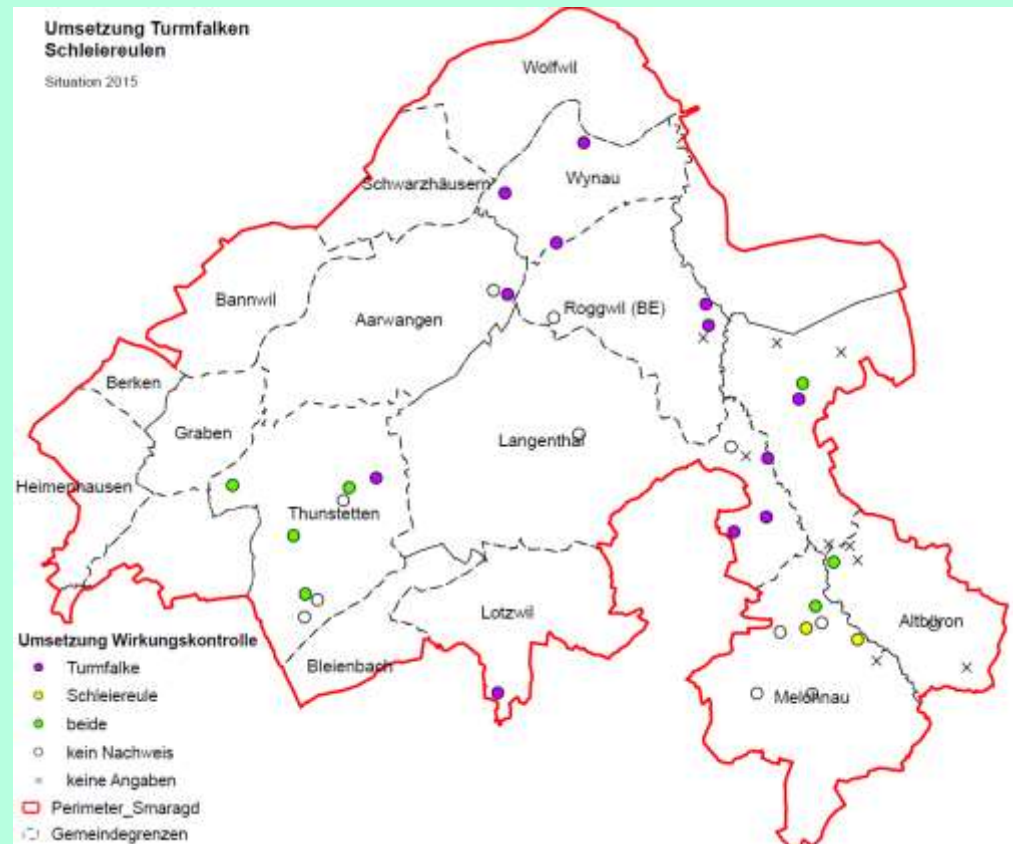 Umsetzung Turmfalken
Schleiereulen
Situation 2015
Wolfwil
Schwarzhäusern
Wynau
Bannwil
Aarwangen
Roggwil (BE)
Berken
Graben
Langenthal
Heimenhausen
Thunstetten
Lotzwil
Altbüron
Bleienbach
Melchnau
Umsetzung Wirkungskontrolle
Turmfalke
Schleiereule
beide
kein Nachweis
keine Angaben
Perimeter_Smaragd
Gemeindegrenzen